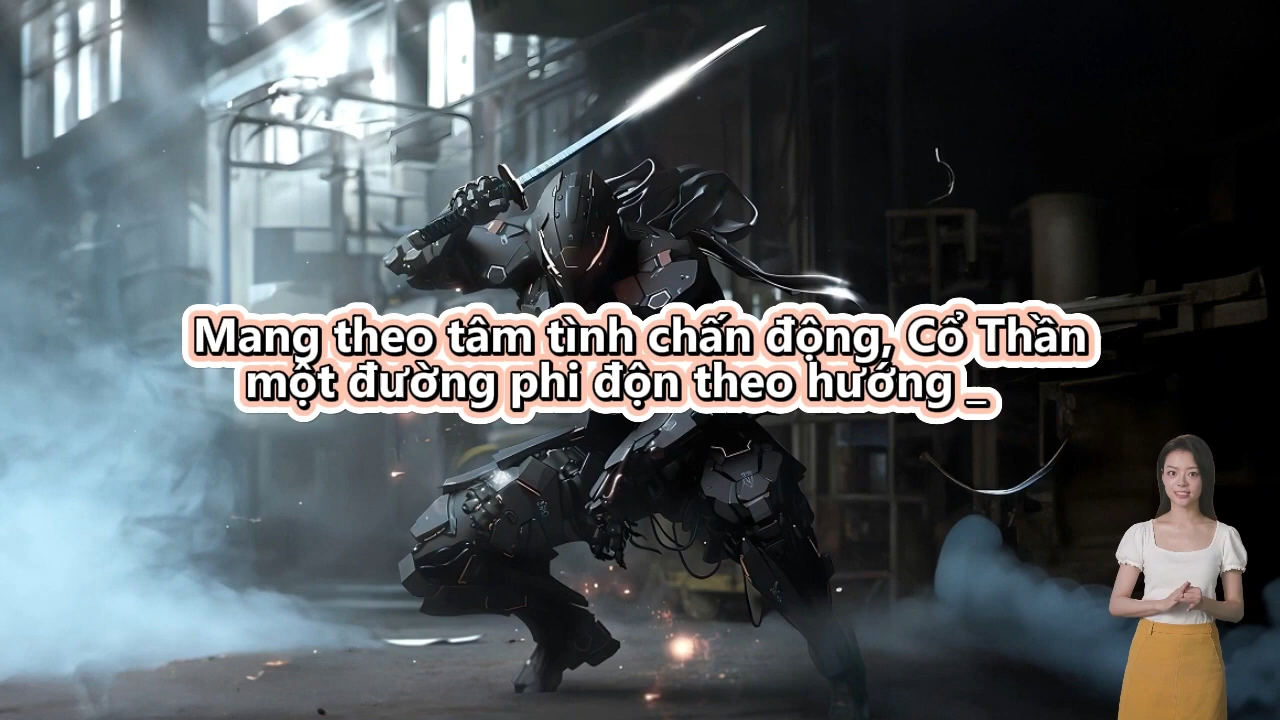 Mang theo tâm tình chấn động, Cổ Thần
một đường phi độn theo hướng _